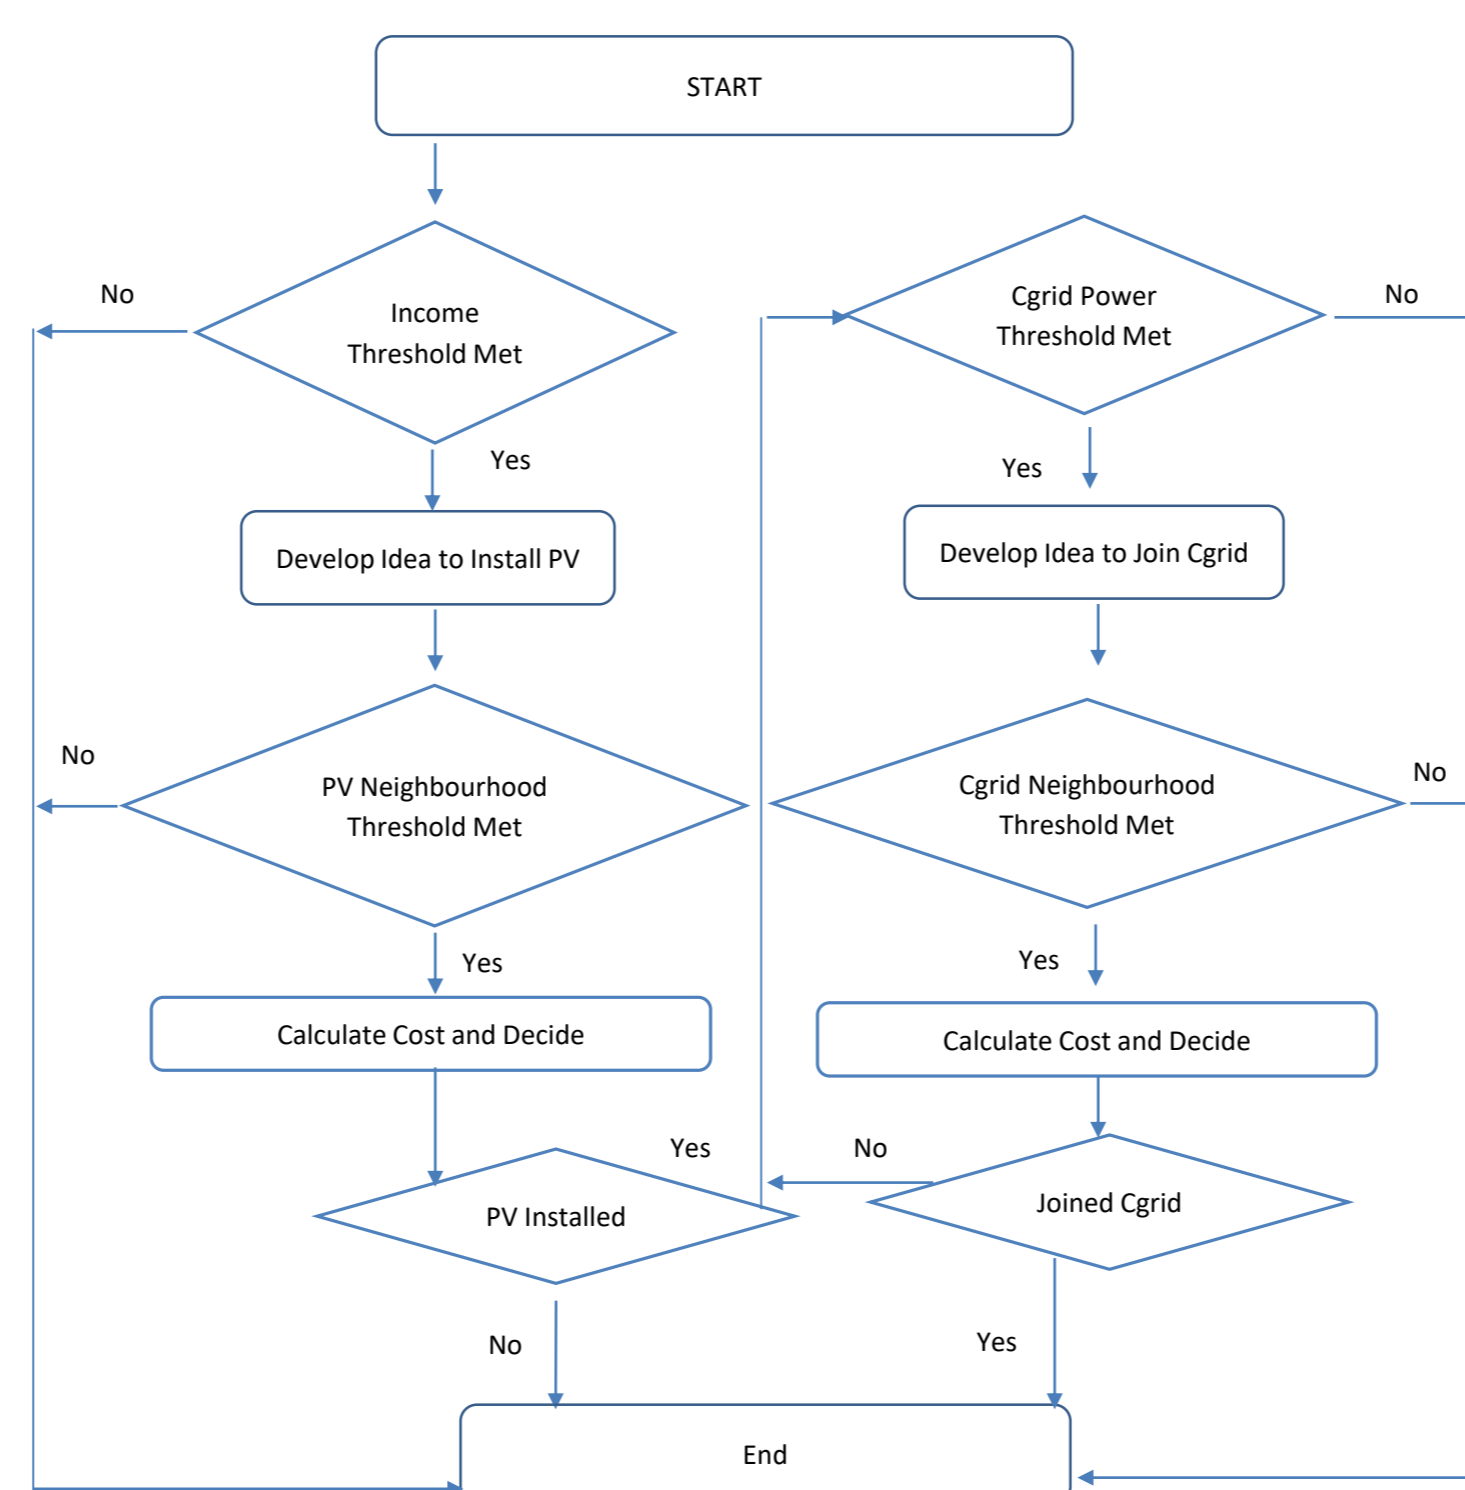 START
No
Income
Threshold Met
Yes
Develop Idea to Install PV
No
PV Neighbourhood
Threshold Met
Yes
Calculate Cost and Decide
Yes
PV Installed
No
Cgrid Power
Threshold Met
No
Yes
Develop Idea to Join Cgrid
Cgrid Neighbourhood
Threshold Met
No
Yes
Calculate Cost and Decide
No
Joined Cgrid
Yes
End